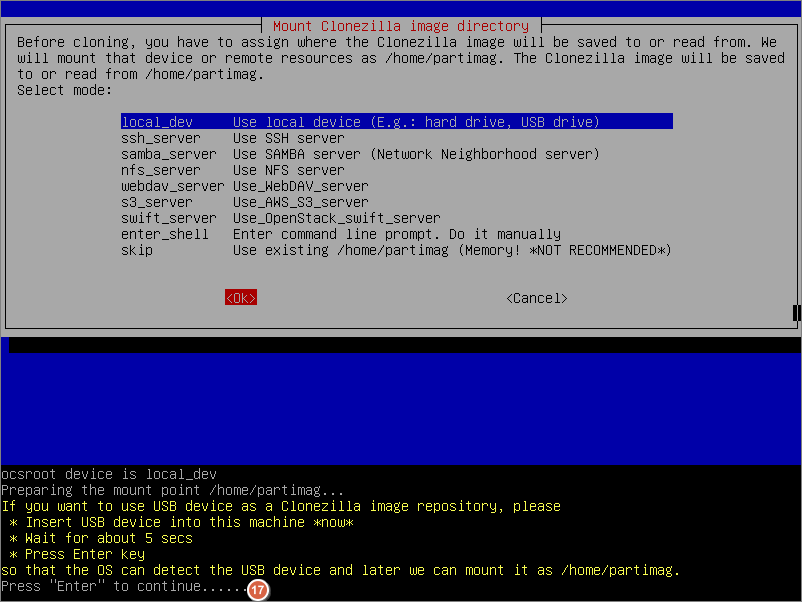 Mount Clonezilla image directory
Before cloning, you have to assign where the Clonezilla image will be saved to or read from. We
will mount that device or remote resources as /home/partimag. The Clonezilla image will be saved
to or read from /home/partimag.
Select mode:
local_dev Use local device (E.g.: hard drive, USB drive)
ssh_server Use SSH server
samba_server Use SAMBA server (Network Neighborhood server)
nfs_server Use NFS server
webdav_server Use_WebDAV_server
s3_server Use_AWS_S3_server
swift_server Use_OpenStack_swift_server
enter_shell Enter command line prompt. Do it manually
skip Use existing /home/partimag (Memory! *NOT RECOMMENDED*)
<Ok> <Cancel>
ocsroot device is local_dev
Preparing the mount point /home/partimag...
If you want to use USB device as a Clonezilla image repository, please
* Insert USB device into this machine *now*
* Wait for about 5 secs
* Press Enter key
so that the OS can detect the USB device and later we can mount it as /home/partimag.
Press "Enter" to continue...... 17